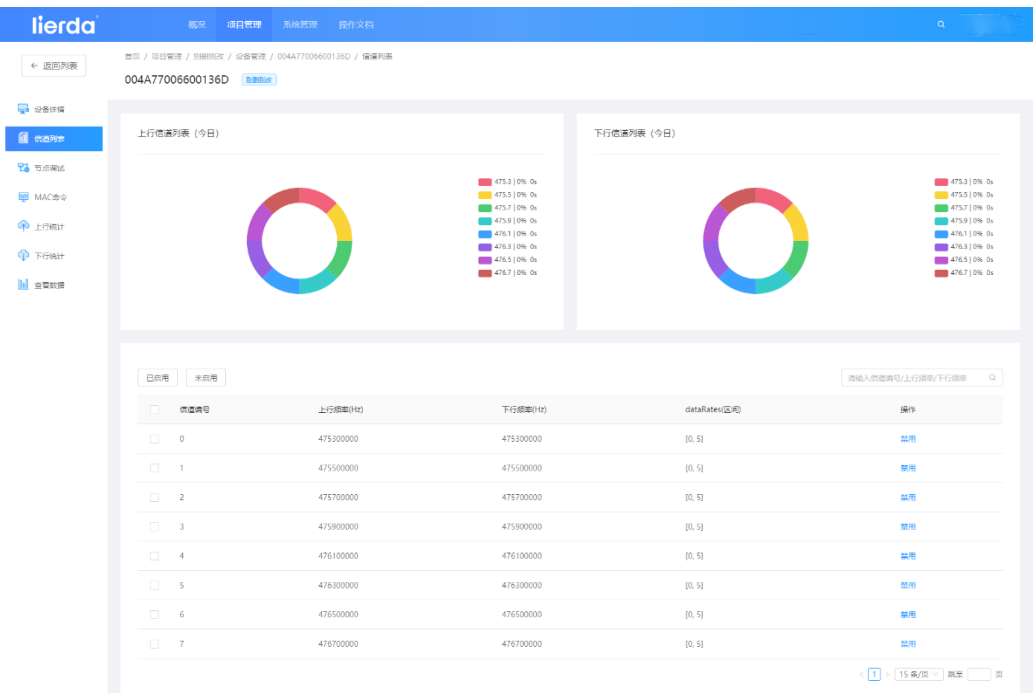 lierda
概况 项目管理 系统管理 操作文档
← 返回列表
首页 / 项目管理 / 别删别改 / 设备管理 / 004A77006600136D / 信道列表
004A77006600136D 别删别改
设备详情
信道列表
节点调试
MAC命令
上行统计
下行统计
查看数据
上行信道列表 (今日)
475.3 | 0% 0s
475.5 | 0% 0s
475.7 | 0% 0s
475.9 | 0% 0s
476.1 | 0% 0s
476.3 | 0% 0s
476.5 | 0% 0s
476.7 | 0% 0s
下行信道列表 (今日)
475.3 | 0% 0s
475.5 | 0% 0s
475.7 | 0% 0s
475.9 | 0% 0s
476.1 | 0% 0s
476.3 | 0% 0s
476.5 | 0% 0s
476.7 | 0% 0s
已启用 未启用 请输入信道编号/上行频率/下行频率
信道编号 上行频率(Hz) 下行频率(Hz) dataRates(区间) 操作
0 475300000 475300000 [0, 5] 禁用
1 475500000 475500000 [0, 5] 禁用
2 475700000 475700000 [0, 5] 禁用
3 475900000 475900000 [0, 5] 禁用
4 476100000 476100000 [0, 5] 禁用
5 476300000 476300000 [0, 5] 禁用
6 476500000 476500000 [0, 5] 禁用
7 476700000 476700000 [0, 5] 禁用
< 1 > 15 条/页 跳至 页